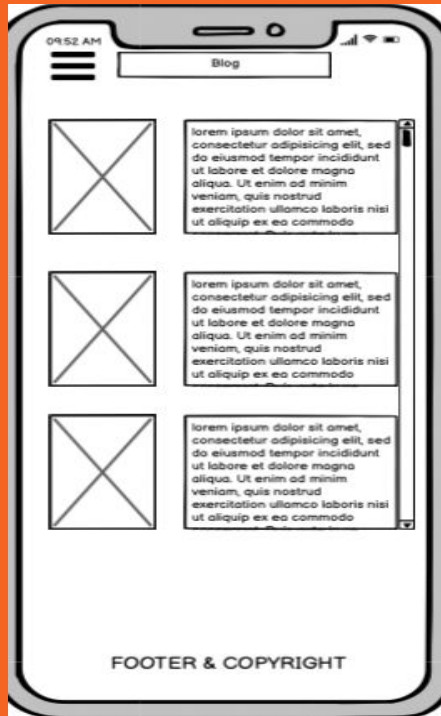 09:52 AM
Blog
lorem ipsum dolor sit amet,
consectetur adipisicing elit, sed
do eiusmod tempor incididunt
ut labore et dolore magna
aliqua. Ut enim ad minim
veniam, quis nostrud
exercitation ullamco laboris nisi
ut aliquip ex ea commodo
lorem ipsum dolor sit amet,
consectetur adipisicing elit, sed
do eiusmod tempor incididunt
ut labore et dolore magna
aliqua. Ut enim ad minim
veniam, quis nostrud
exercitation ullamco laboris nisi
ut aliquip ex ea commodo
lorem ipsum dolor sit amet,
consectetur adipisicing elit, sed
do eiusmod tempor incididunt
ut labore et dolore magna
aliqua. Ut enim ad minim
veniam, quis nostrud
exercitation ullamco laboris nisi
ut aliquip ex ea commodo
FOOTER & COPYRIGHT